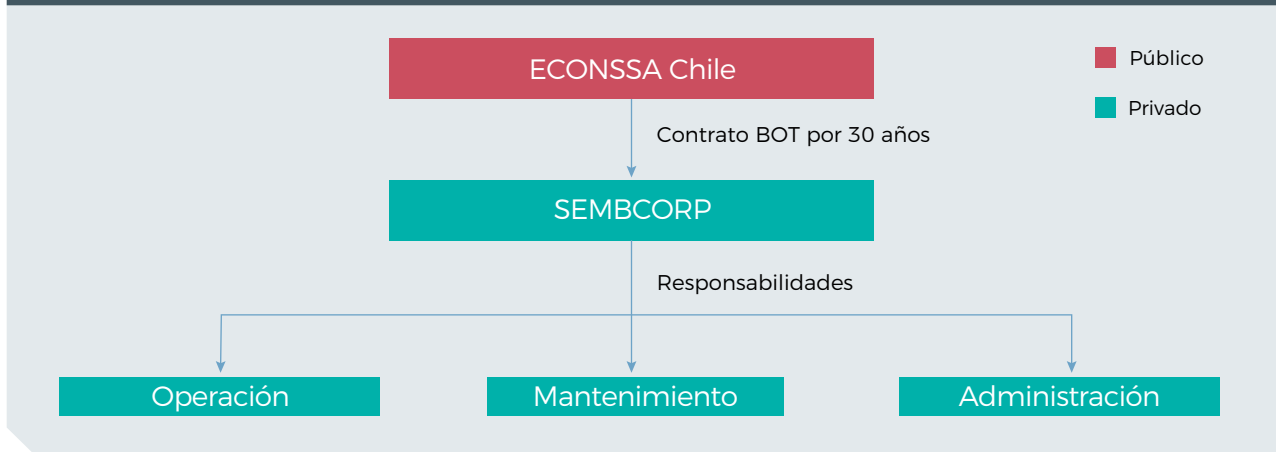 ECONSSA Chile
Público
Privado
Contrato BOT por 30 años
SEMBCORP
Responsabilidades
Operación
Mantenimiento
Administración